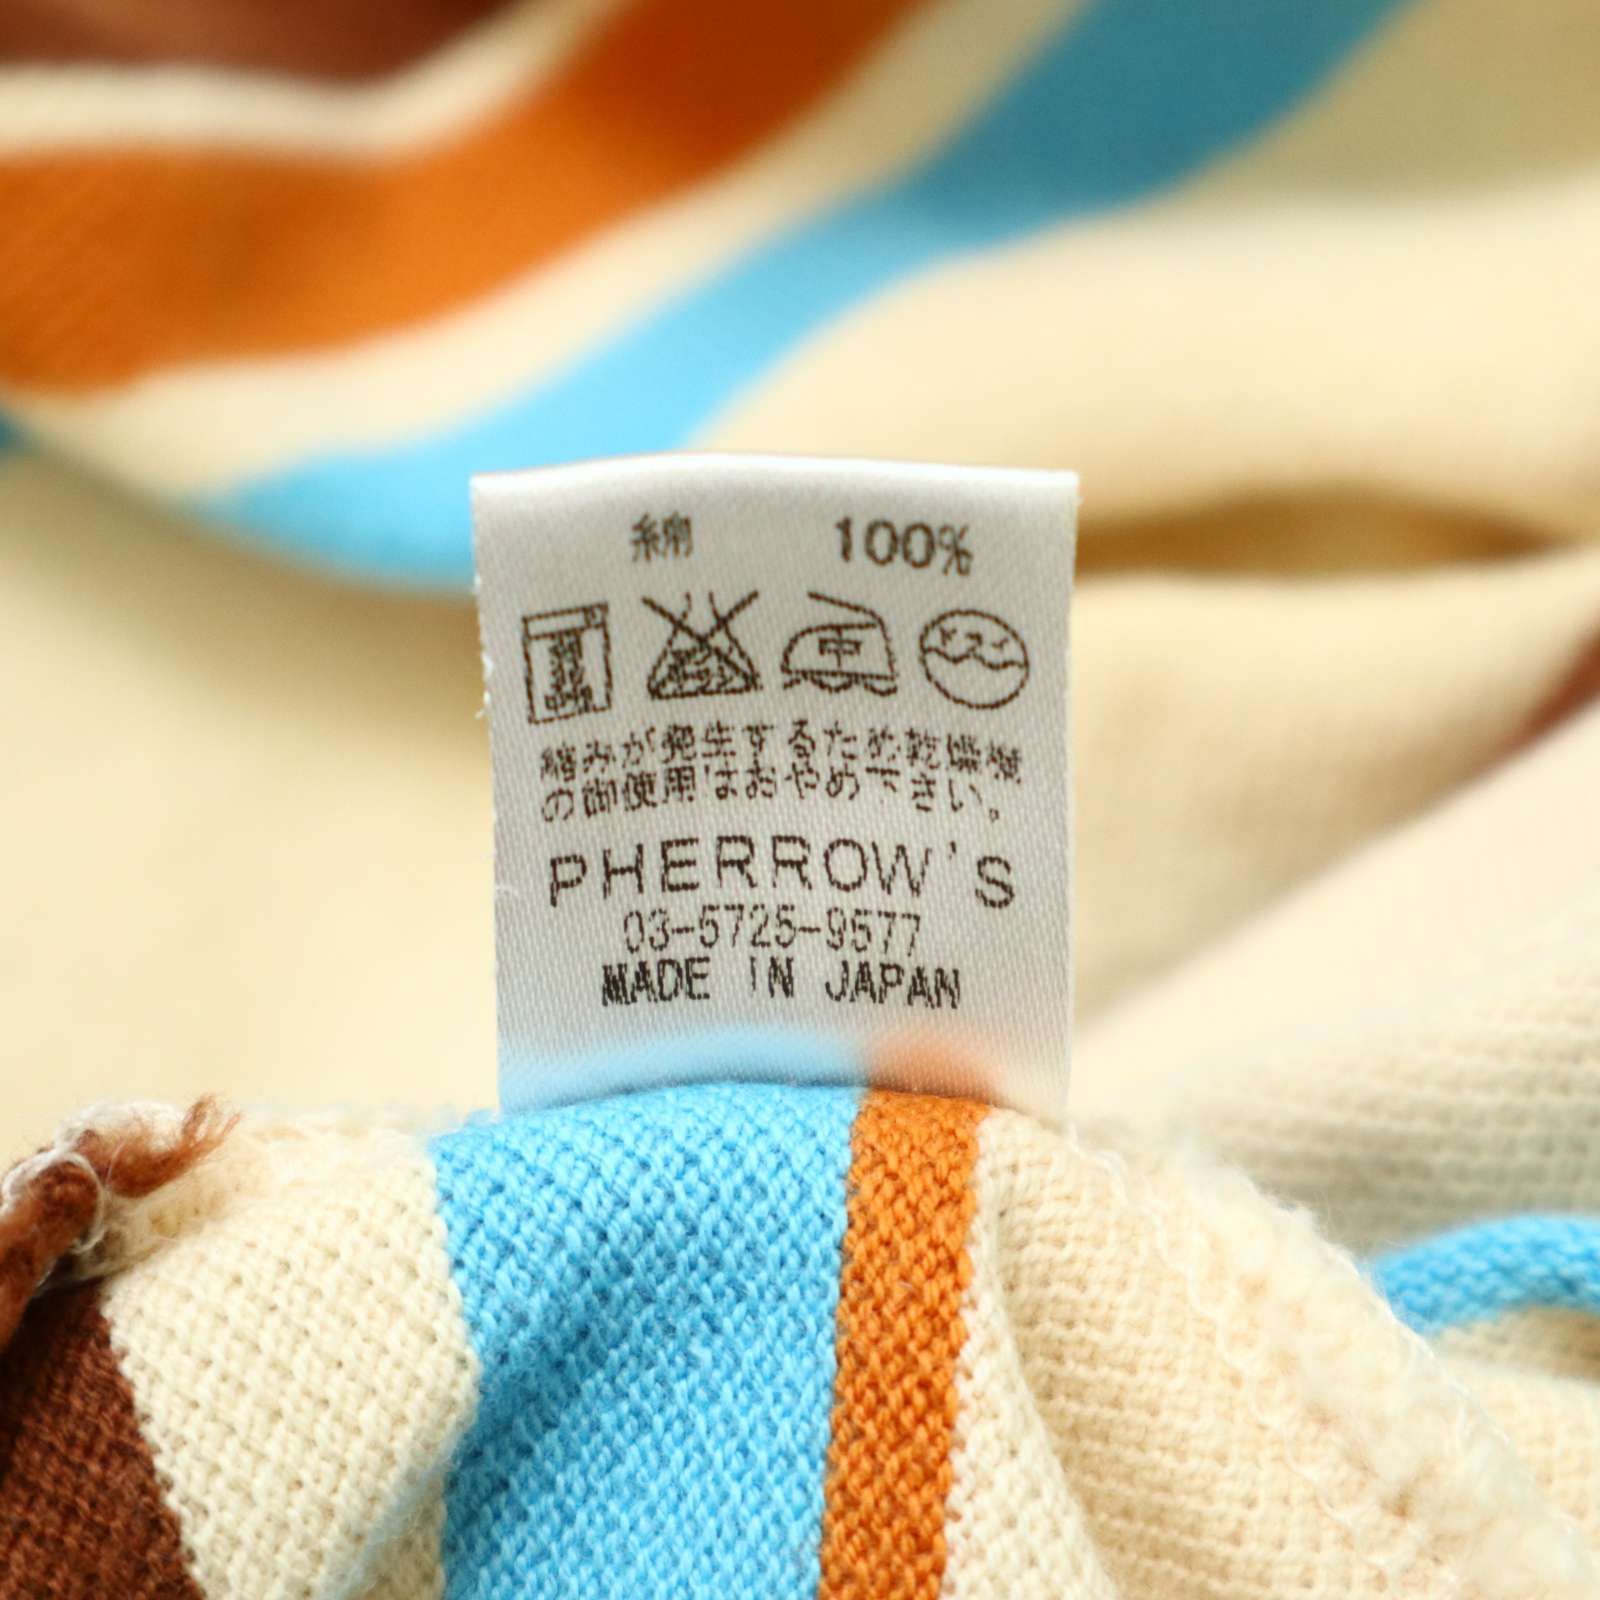 綿 100%
中
縮みが発生するため乾燥機
の御使用はおやめ下さい。
PHERROW'S
03-5725-9577
MADE IN JAPAN